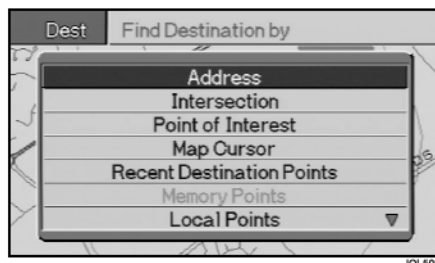 Dest Find Destination by
Address
Intersection
Point of Interest
Map Cursor
Recent Destination Points
Memory Points
Local Points